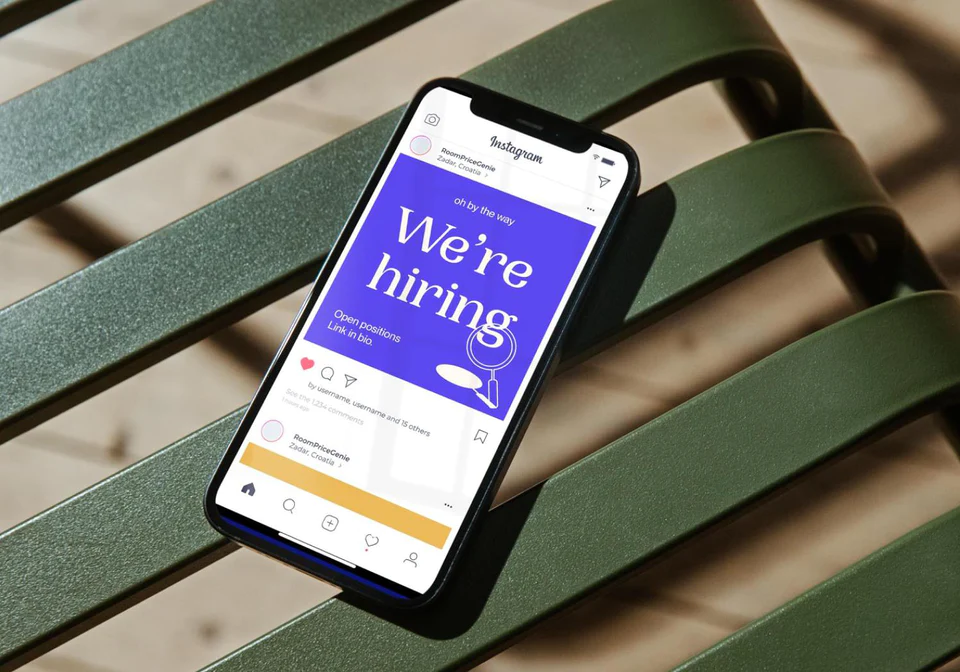 Instagram
RoomPriceGenie
Zadar, Croatia
oh by the way
We're
hiring
Open positions
Link in bio.
by username, username and 15 others
See the 1,234 comments
RoomPriceGenie
Zadar, Croatia